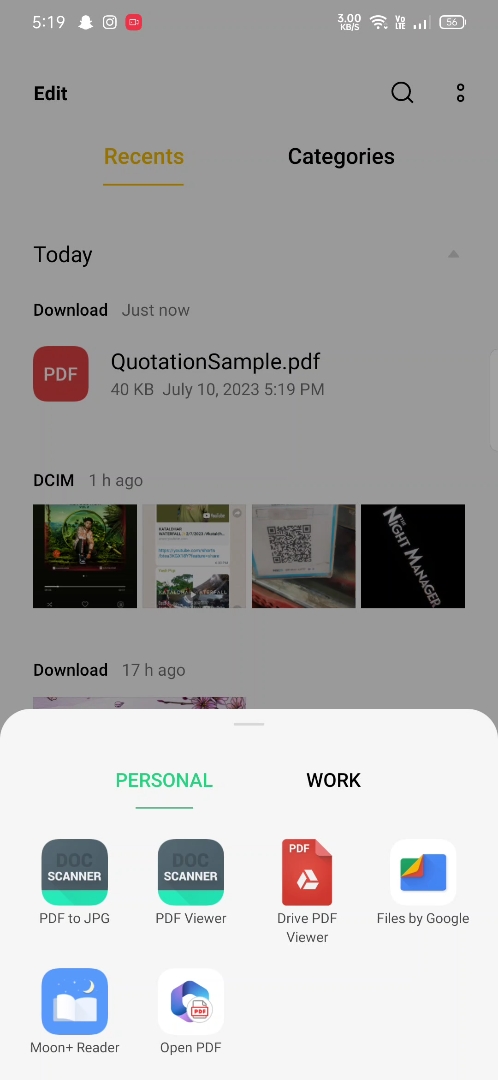 5:19
3.00
KB/S
Vo
LTE
56
Edit
Recents
Categories
Today
Download Just now
PDF
QuotationSample.pdf
40 KB July 10, 2023 5:19 PM
DCIM 1 h ago
YouTube
KATALDHAR
THE
NIGHT MANAGER
Download 17 h ago
PERSONAL
WORK
DOC
SCANNER
PDF to JPG
DOC
SCANNER
PDF Viewer
PDF
Drive PDF
Viewer
Files by Google
Moon+ Reader
PDF
Open PDF